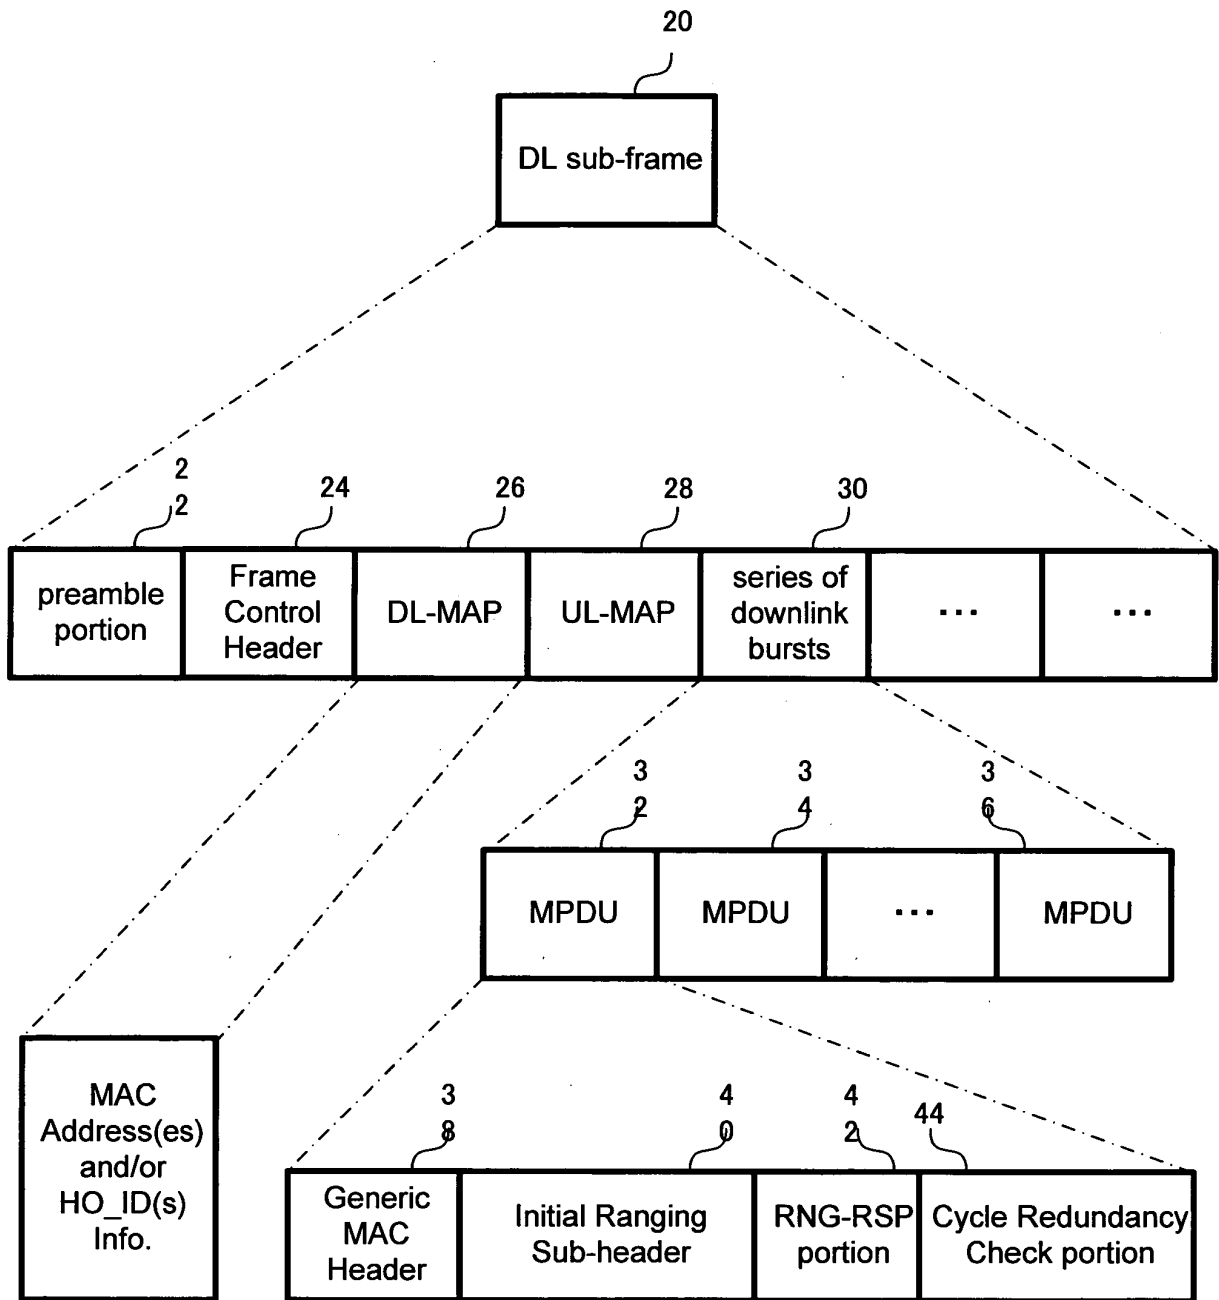 20
DL sub-frame
2
2
24
26
28
30
preamble
portion
Frame
Control
Header
DL-MAP
UL-MAP
series of
downlink
bursts
...
...
3
2
3
4
3
6
MPDU
MPDU
...
MPDU
MAC
Address(es)
and/or
HO_ID(s)
Info.
3
8
4
0
4
2
44
Generic
MAC
Header
Initial Ranging
Sub-header
RNG-RSP
portion
Cycle Redundancy
Check portion